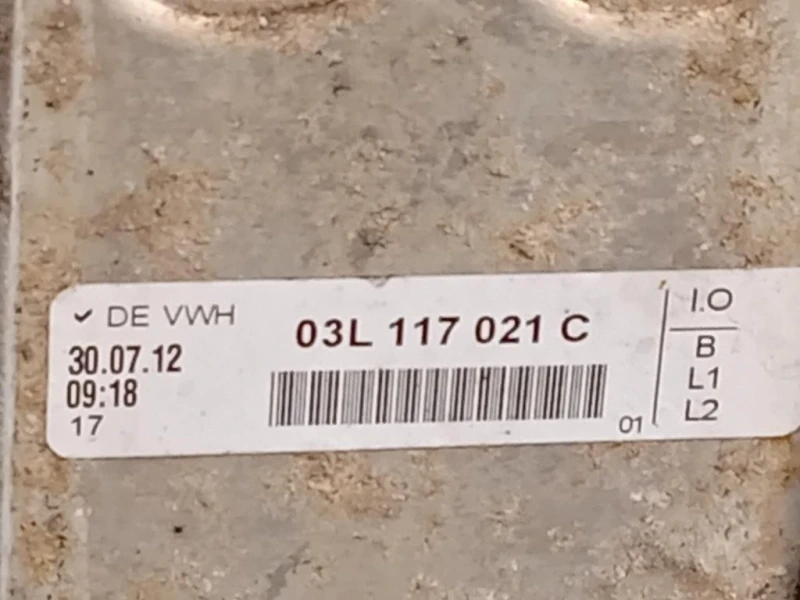 ✓ DE VWH
30.07.12
09:18
17
03L 117 021 C
01
I.O
B
L1
L2